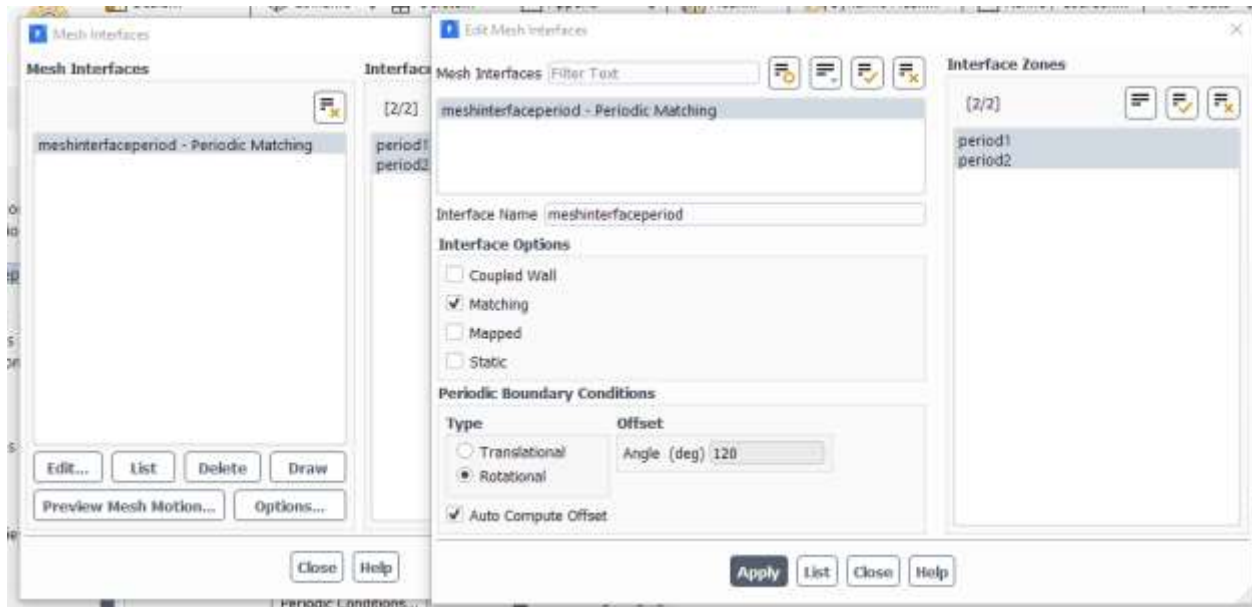 Mesh Interfaces
Mesh Interfaces
Interfac
[2/2]
meshinterfaceperiod - Periodic Matching
period1
period2
Edit...
List
Delete
Draw
Preview Mesh Motion...
Options...
Close
Help
Edit Mesh Interfaces
Mesh Interfaces
Filter Text
meshinterfaceperiod - Periodic Matching
Interface Name
meshinterfaceperiod
Interface Options
Coupled Wall
Matching
Mapped
Static
Periodic Boundary Conditions
Type
Translational
Rotational
Offset
Angle (deg) 120
Auto Compute Offset
Interface Zones
[2/2]
period1
period2
Apply
List
Close
Help
Periodic Conditions...